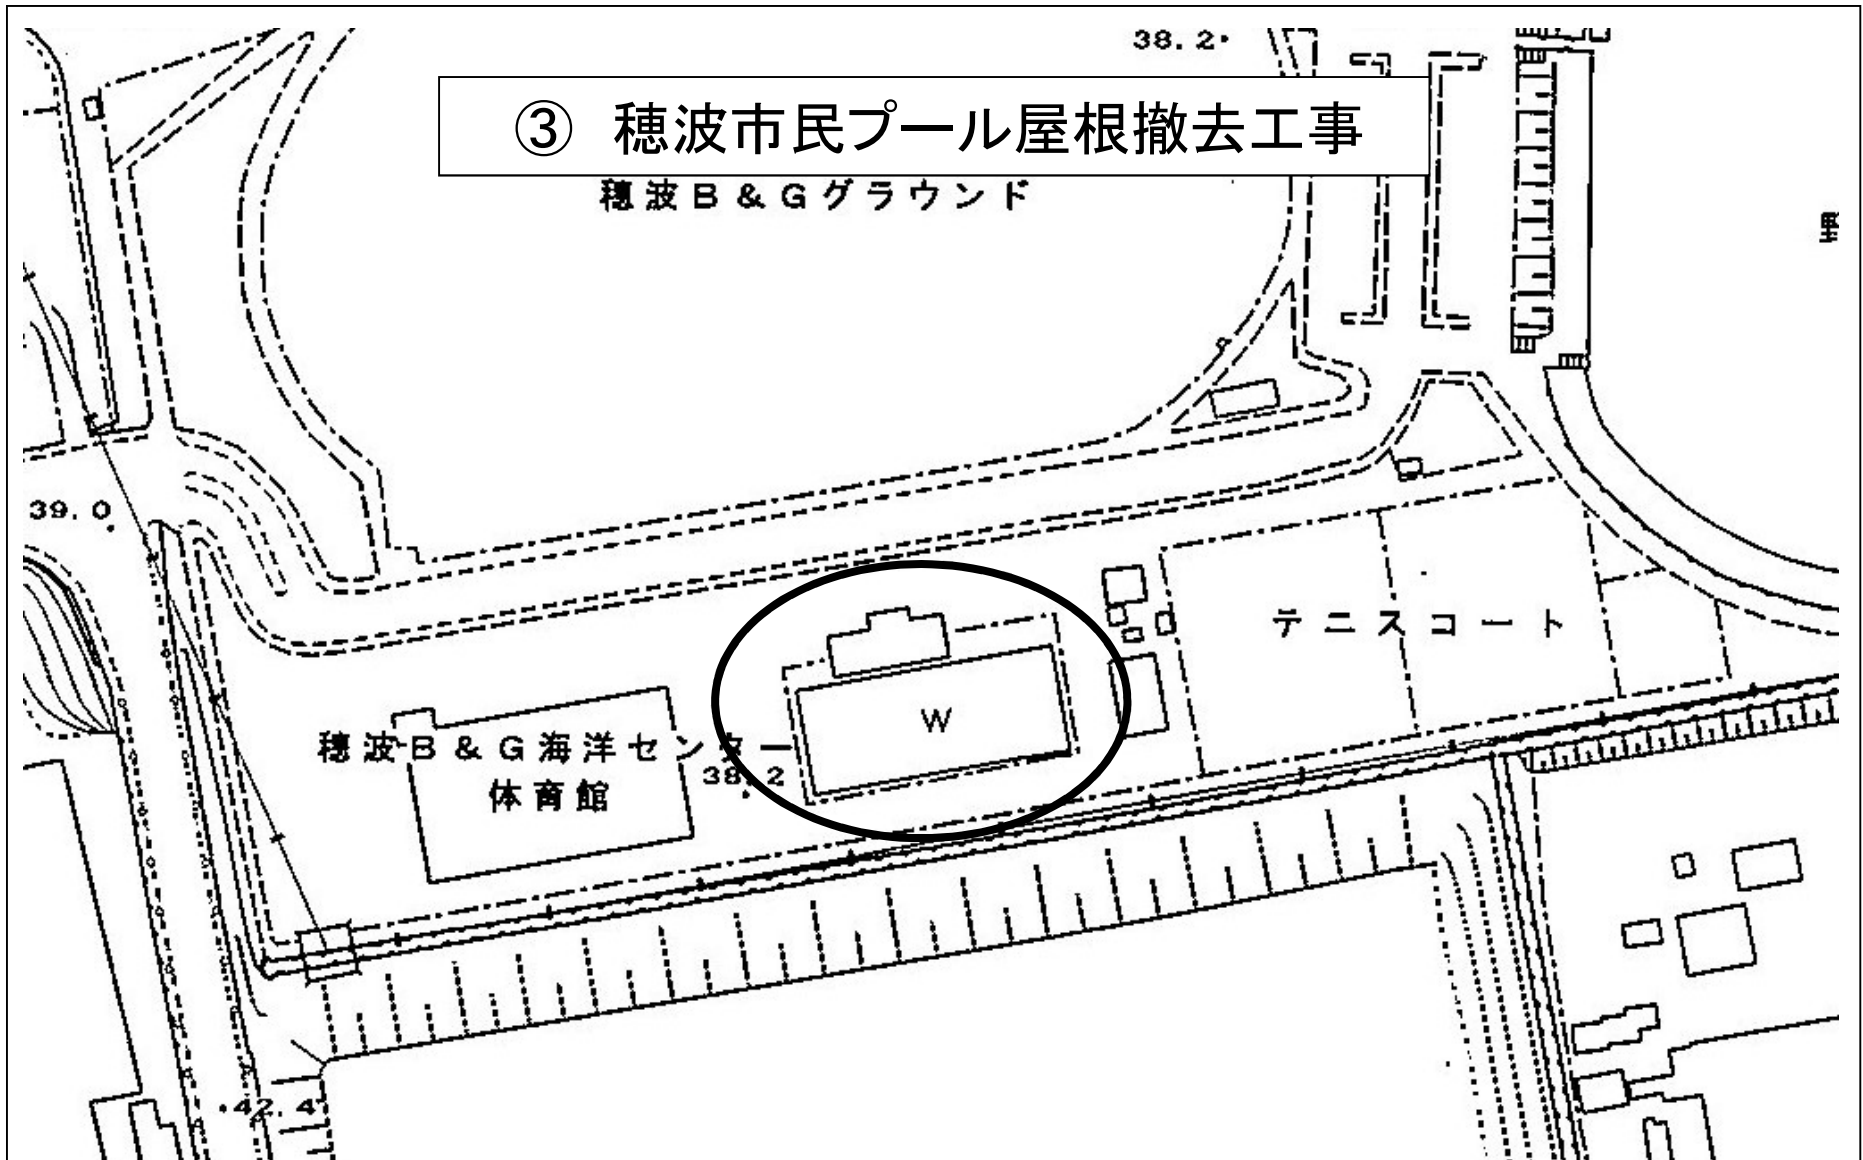 38.2
③ 穂波市民プール屋根撤去工事
穂波B&Gグラウンド
39.0
テニスコート
W
穂波B&G海洋センター
体育館
38.2
42.4